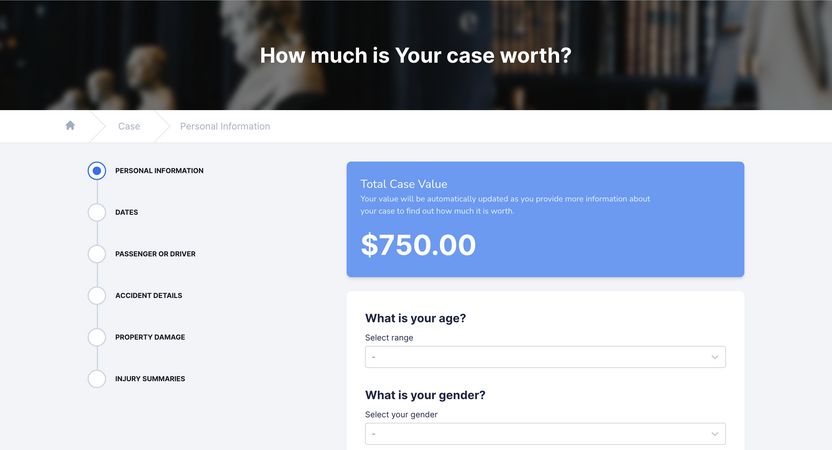 How much is Your case worth?
Case
Personal Information
PERSONAL INFORMATION
DATES
PASSENGER OR DRIVER
ACCIDENT DETAILS
PROPERTY DAMAGE
INJURY SUMMARIES
Total Case Value
Your value will be automatically updated as you provide more information about
your case to find out how much it is worth.
$750.00
What is your age?
Select range
-
What is your gender?
Select your gender
-